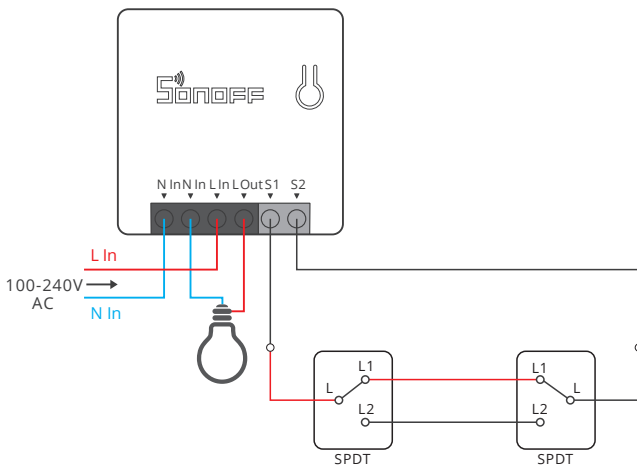 SONOFF
N In N In L In L Out S1 S2
L In
100-240V
AC
N In
L1 L1
L L
L2 L2
SPDT SPDT